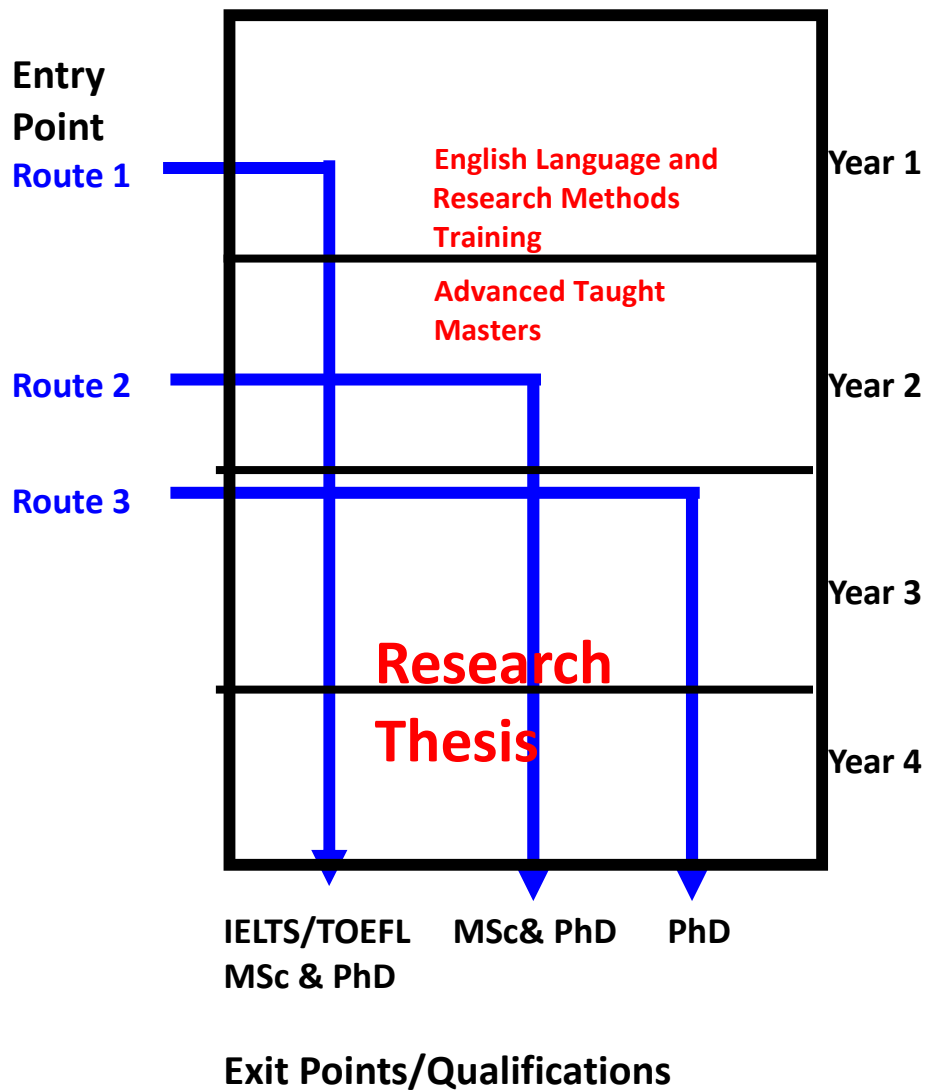 Entry
Point
Route 1
English Language and
Research Methods
Training
Year 1
Advanced Taught
Masters
Route 2
Year 2
Route 3
Year 3
Research
Thesis
Year 4
IELTS/TOEFL
MSc & PhD
MSc& PhD
PhD
Exit Points/Qualifications